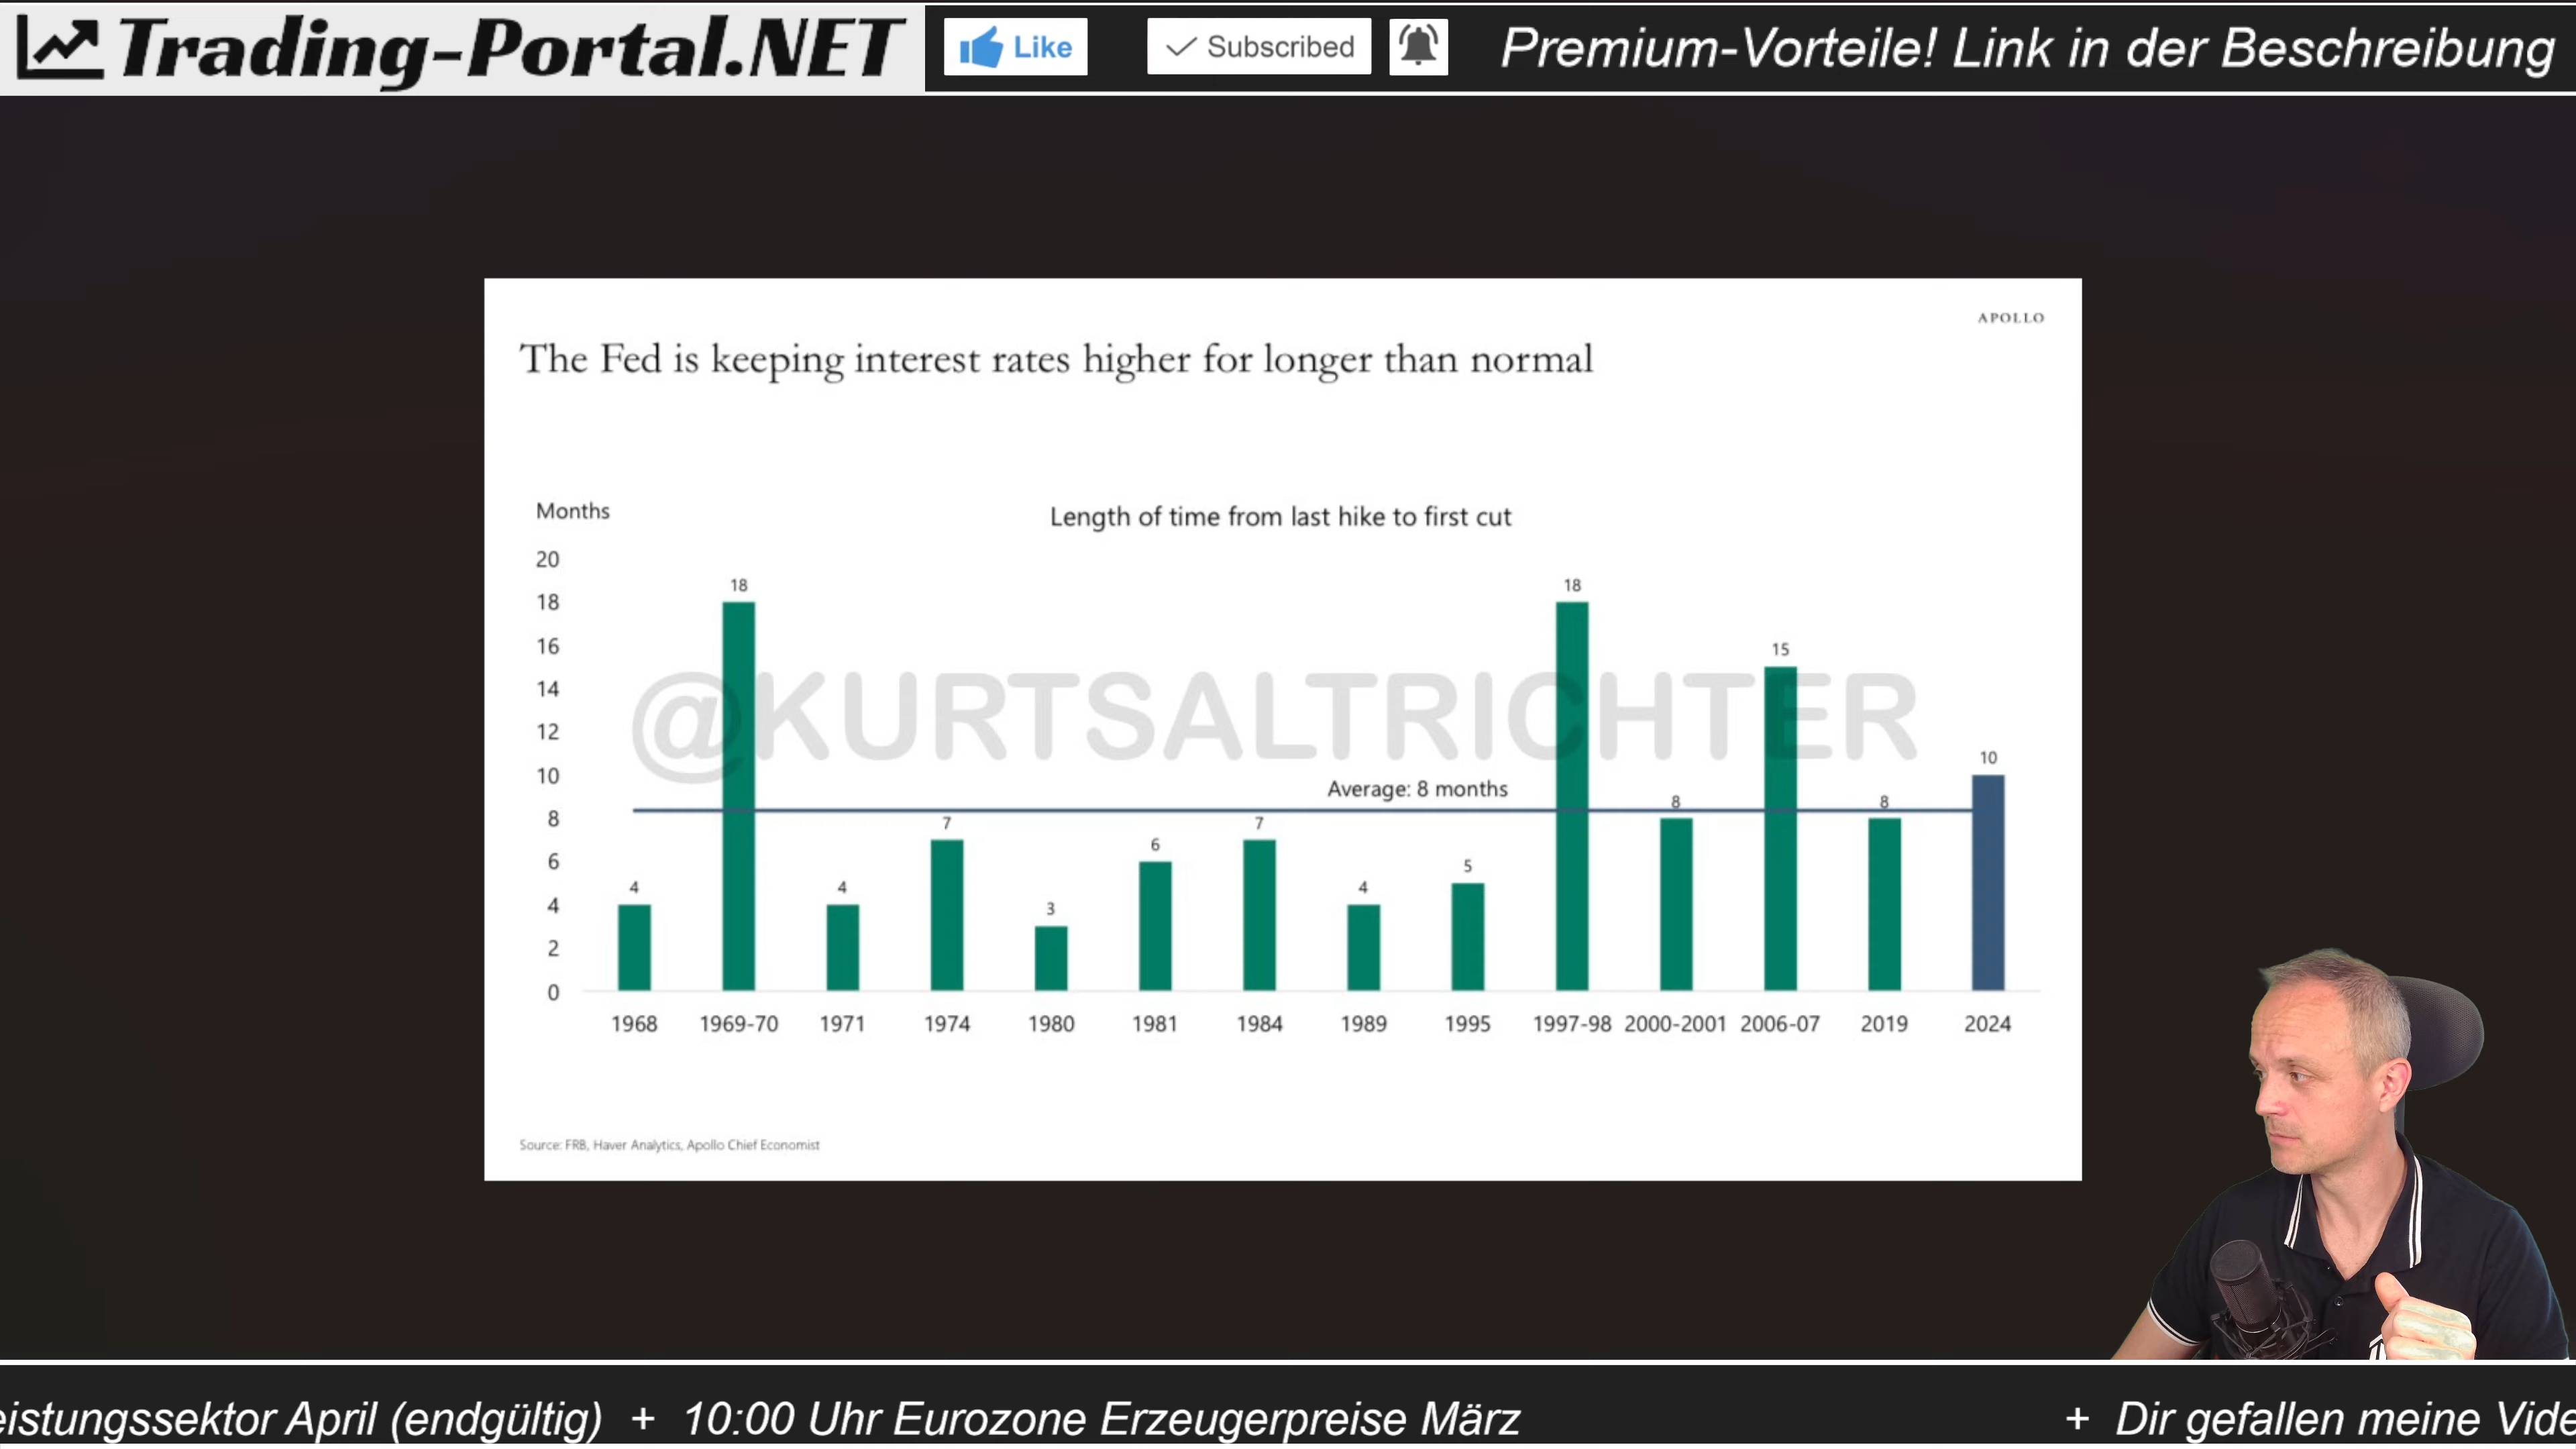 Trading-Portal.NET
Like
Subscribed
Premium-Vorteile! Link in der Beschreibung
APOLLO
The Fed is keeping interest rates higher for longer than normal
Months
Length of time from last hike to first cut
20
18
16
14
12
10
8
6
4
2
0
4
18
4
7
3
6
7
4
5
18
8
15
8
10
Average: 8 months
@KURTSALTRICHTER
1968 1969-70 1971 1974 1980 1981 1984 1989 1995 1997-98 2000-2001 2006-07 2019 2024
Source: FRB, Haver Analytics, Apollo Chief Economist
eistungssektor April (endgültig) + 10:00 Uhr Eurozone Erzeugerpreise März + Dir gefallen meine Vide